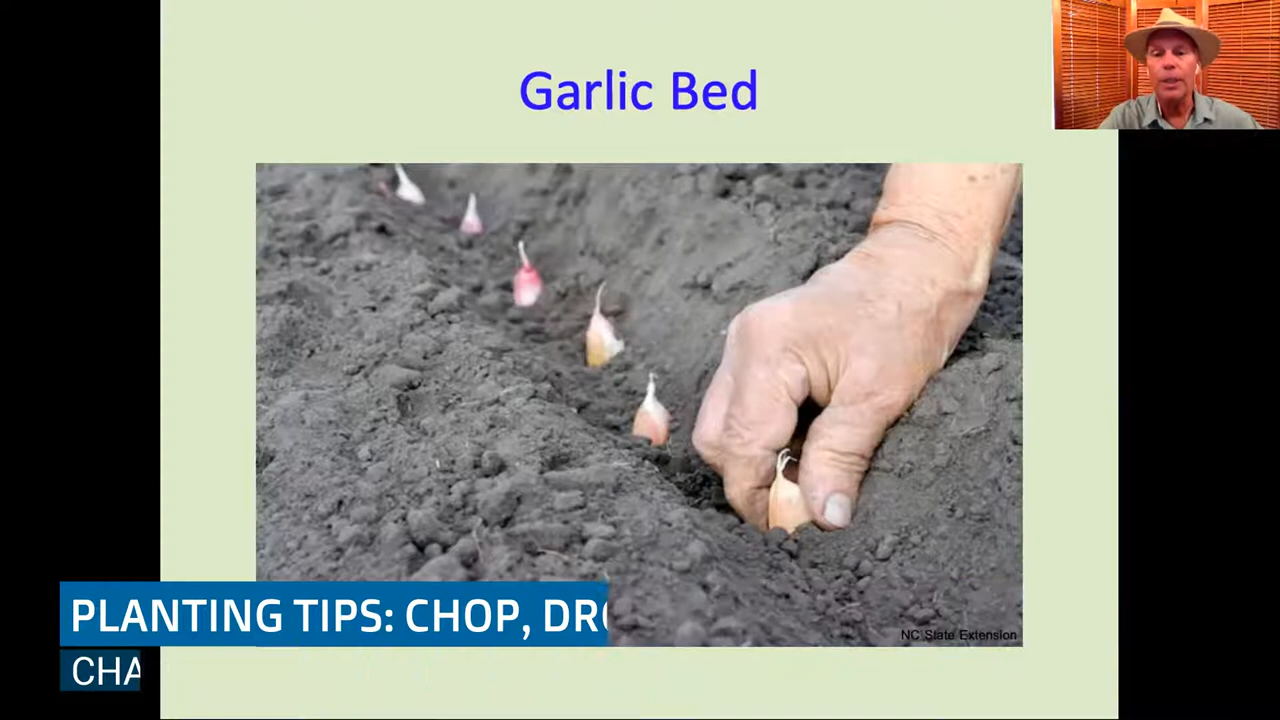 Garlic Bed
NC State Extension
PLANTING TIPS: CHOP, DR
CHA